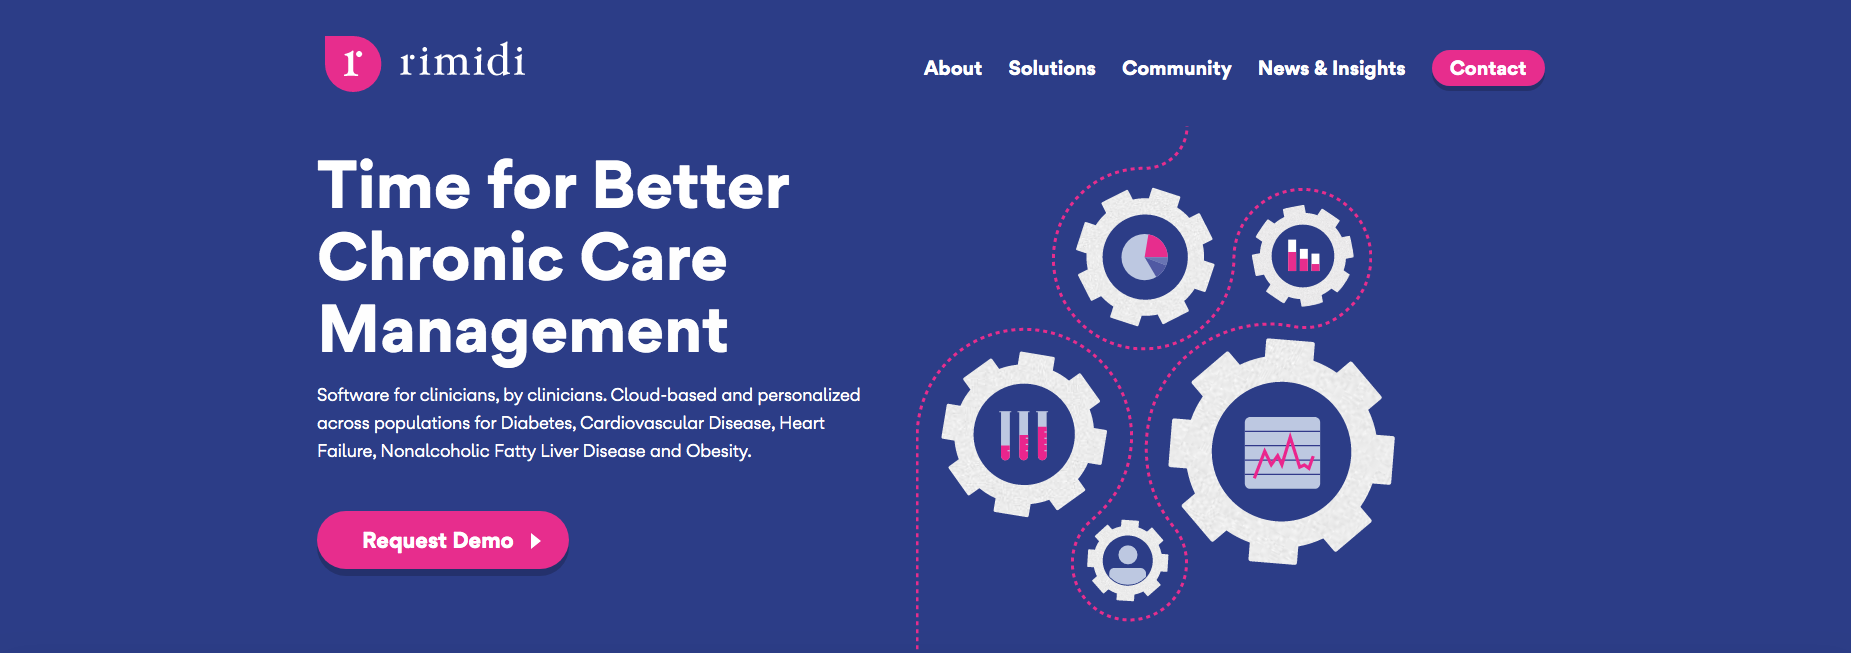 r rimidi
About Solutions Community News & Insights Contact
Time for Better
Chronic Care
Management
Software for clinicians, by clinicians. Cloud-based and personalized
across populations for Diabetes, Cardiovascular Disease, Heart
Failure, Nonalcoholic Fatty Liver Disease and Obesity.
Request Demo